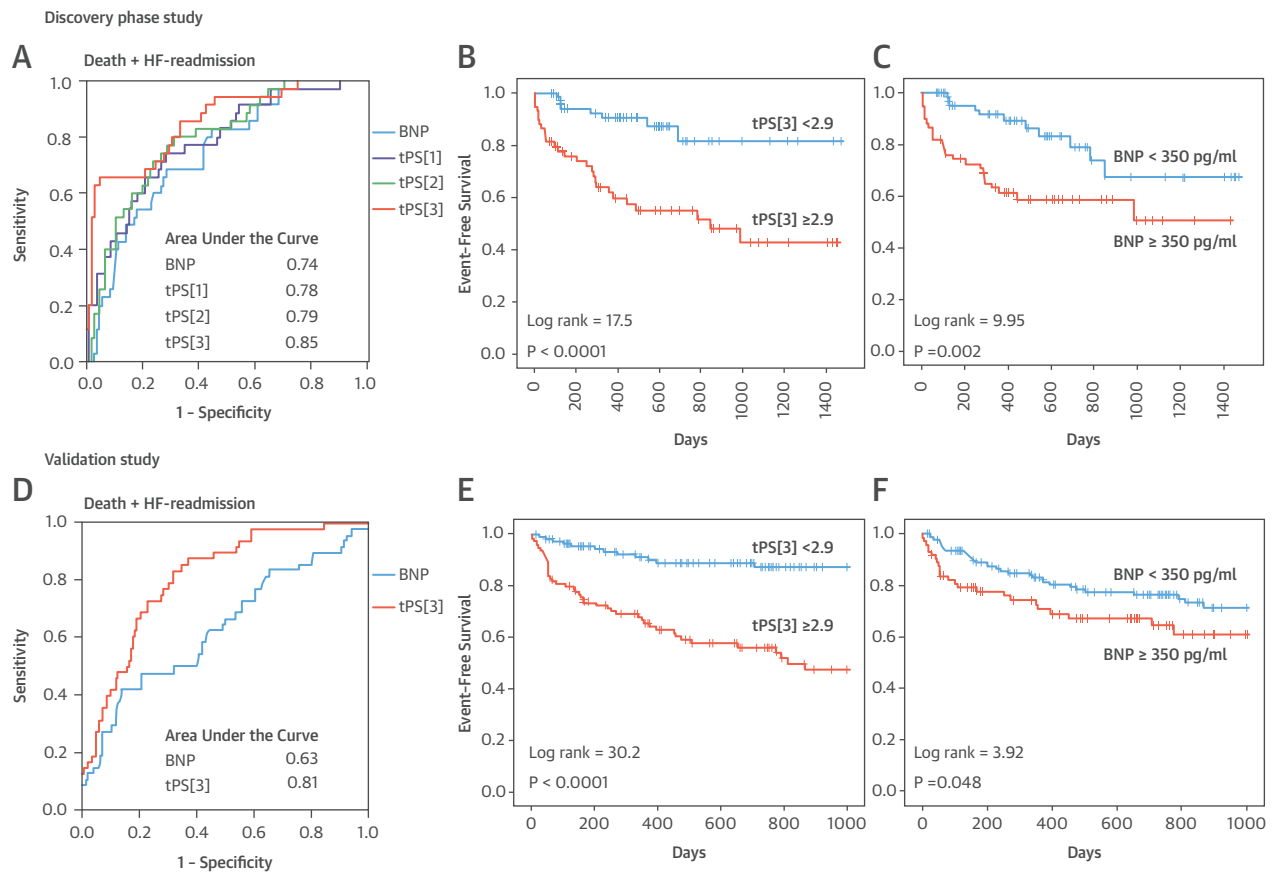 Discovery phase study
A
Death + HF-readmission
1.0
0.8
0.6
0.4
0.2
0.0
Sensitivity
0.0 0.2 0.4 0.6 0.8 1.0
1 – Specificity
BNP
tPS[1]
tPS[2]
tPS[3]
Area Under the Curve
BNP 0.74
tPS[1] 0.78
tPS[2] 0.79
tPS[3] 0.85
B
1.0
0.8
0.6
0.4
0.2
0.0
Event-Free Survival
tPS[3] <2.9
tPS[3] ≥2.9
Log rank = 17.5
P < 0.0001
0 200 400 600 800 1000 1200 1400
Days
C
1.0
0.8
0.6
0.4
0.2
0.0
BNP < 350 pg/ml
BNP ≥ 350 pg/ml
Log rank = 9.95
P =0.002
0 200 400 600 800 1000 1200 1400
Days
Validation study
D
Death + HF-readmission
1.0
0.8
0.6
0.4
0.2
0.0
Sensitivity
0.0 0.2 0.4 0.6 0.8 1.0
1 – Specificity
BNP
tPS[3]
Area Under the Curve
BNP 0.63
tPS[3] 0.81
E
1.0
0.8
0.6
0.4
0.2
0.0
Event-Free Survival
tPS[3] <2.9
tPS[3] ≥2.9
Log rank = 30.2
P < 0.0001
0 200 400 600 800 1000
Days
F
1.0
0.8
0.6
0.4
0.2
0.0
BNP < 350 pg/ml
BNP ≥ 350 pg/ml
Log rank = 3.92
P =0.048
0 200 400 600 800 1000
Days